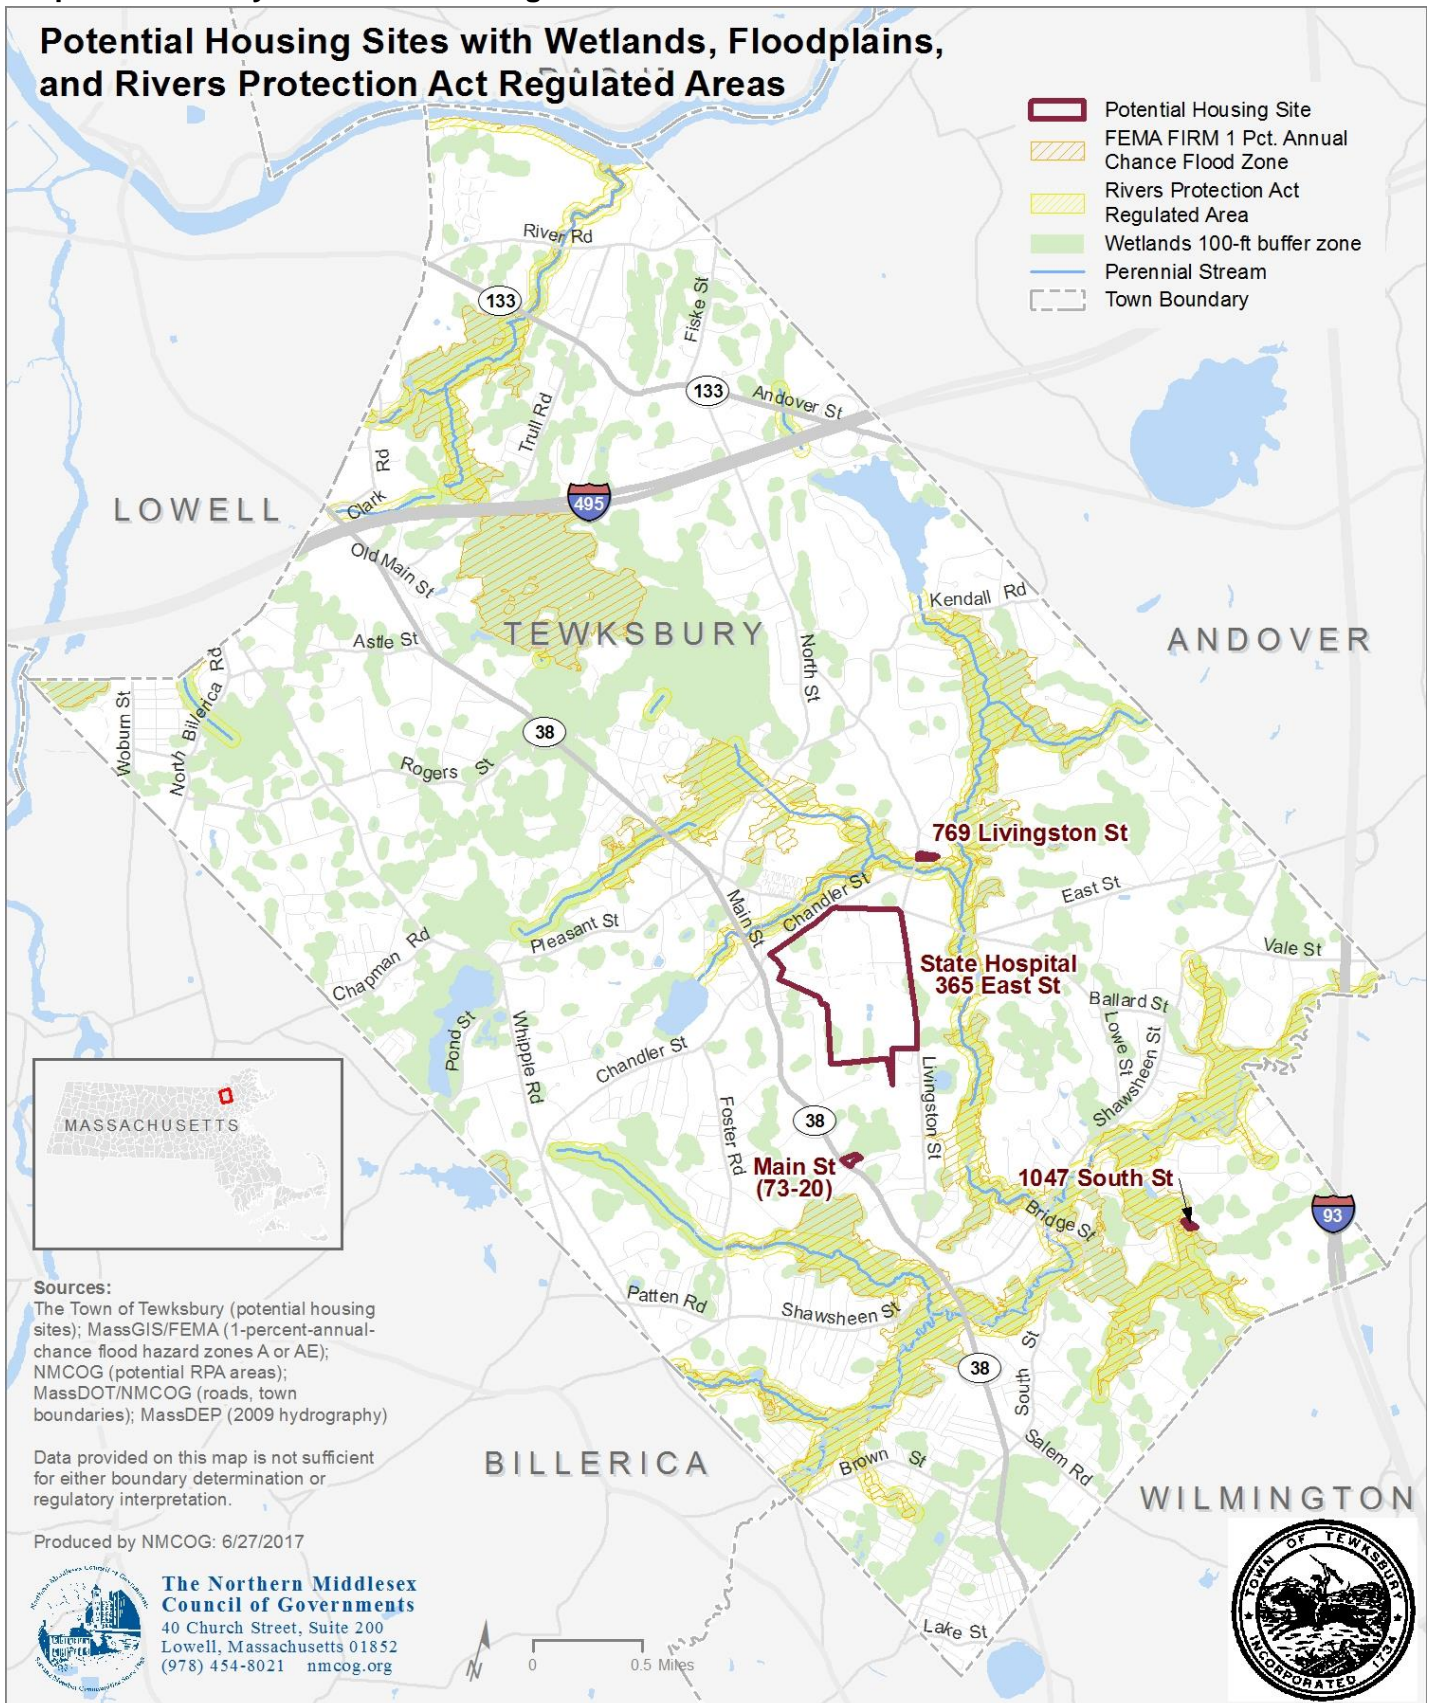 Potential Housing Sites with Wetlands, Floodplains,
and Rivers Protection Act Regulated Areas
Potential Housing Site
FEMA FIRM 1 Pct. Annual
Chance Flood Zone
Rivers Protection Act
Regulated Area
Wetlands 100-ft buffer zone
Perennial Stream
Town Boundary
River Rd
133
Fiske St
133
Andover St
Trull Rd
Clark Rd
LOWELL
495
Old Main St
Kendall Rd
TEWKSBURY
ANDOVER
Astle St
North St
Woburn St
North Billerica Rd
38
Rogers St
769 Livingston St
East St
Chandler St
Main St
Pleasant St
Vale St
Chapman Rd
State Hospital
365 East St
Ballard St
Lowe St
Shawsheen St
Pond St
Whipple Rd
Chandler St
Livingston St
MASSACHUSETTS
Foster Rd
38
Main St
(73-20)
1047 South St
Bridge St
93
Patten Rd
Shawsheen St
38
South St
Salem Rd
Brown St
BILLERICA
WILMINGTON
Lake St
Sources:
The Town of Tewksbury (potential housing
sites); MassGIS/FEMA (1-percent-annual-
chance flood hazard zones A or AE);
NMCOG (potential RPA areas);
MassDOT/NMCOG (roads, town
boundaries); MassDEP (2009 hydrography)
Data provided on this map is not sufficient
for either boundary determination or
regulatory interpretation.
Produced by NMCOG: 6/27/2017
The Northern Middlesex
Council of Governments
40 Church Street, Suite 200
Lowell, Massachusetts 01852
(978) 454-8021 nmcog.org
N
0 0.5 Miles
TOWN OF TEWKSBURY
INCORPORATED 1734